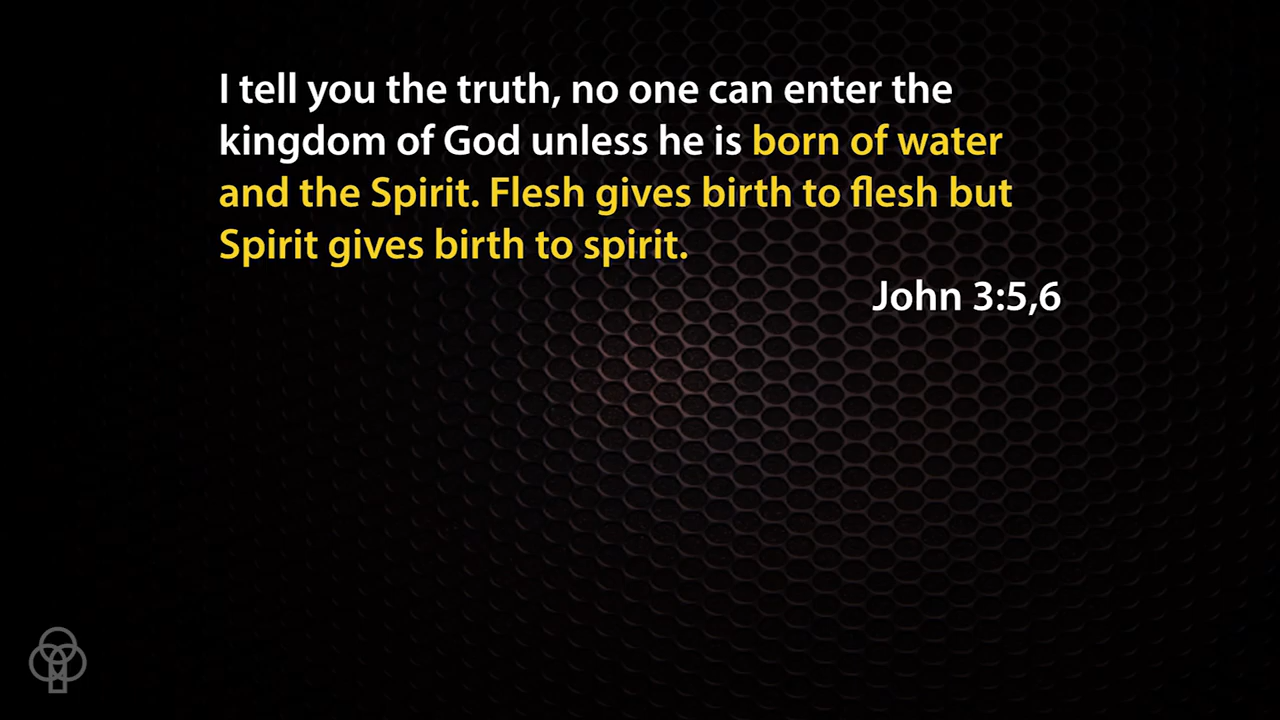 I tell you the truth, no one can enter the
kingdom of God unless he is born of water
and the Spirit. Flesh gives birth to flesh but
Spirit gives birth to spirit.
John 3:5,6